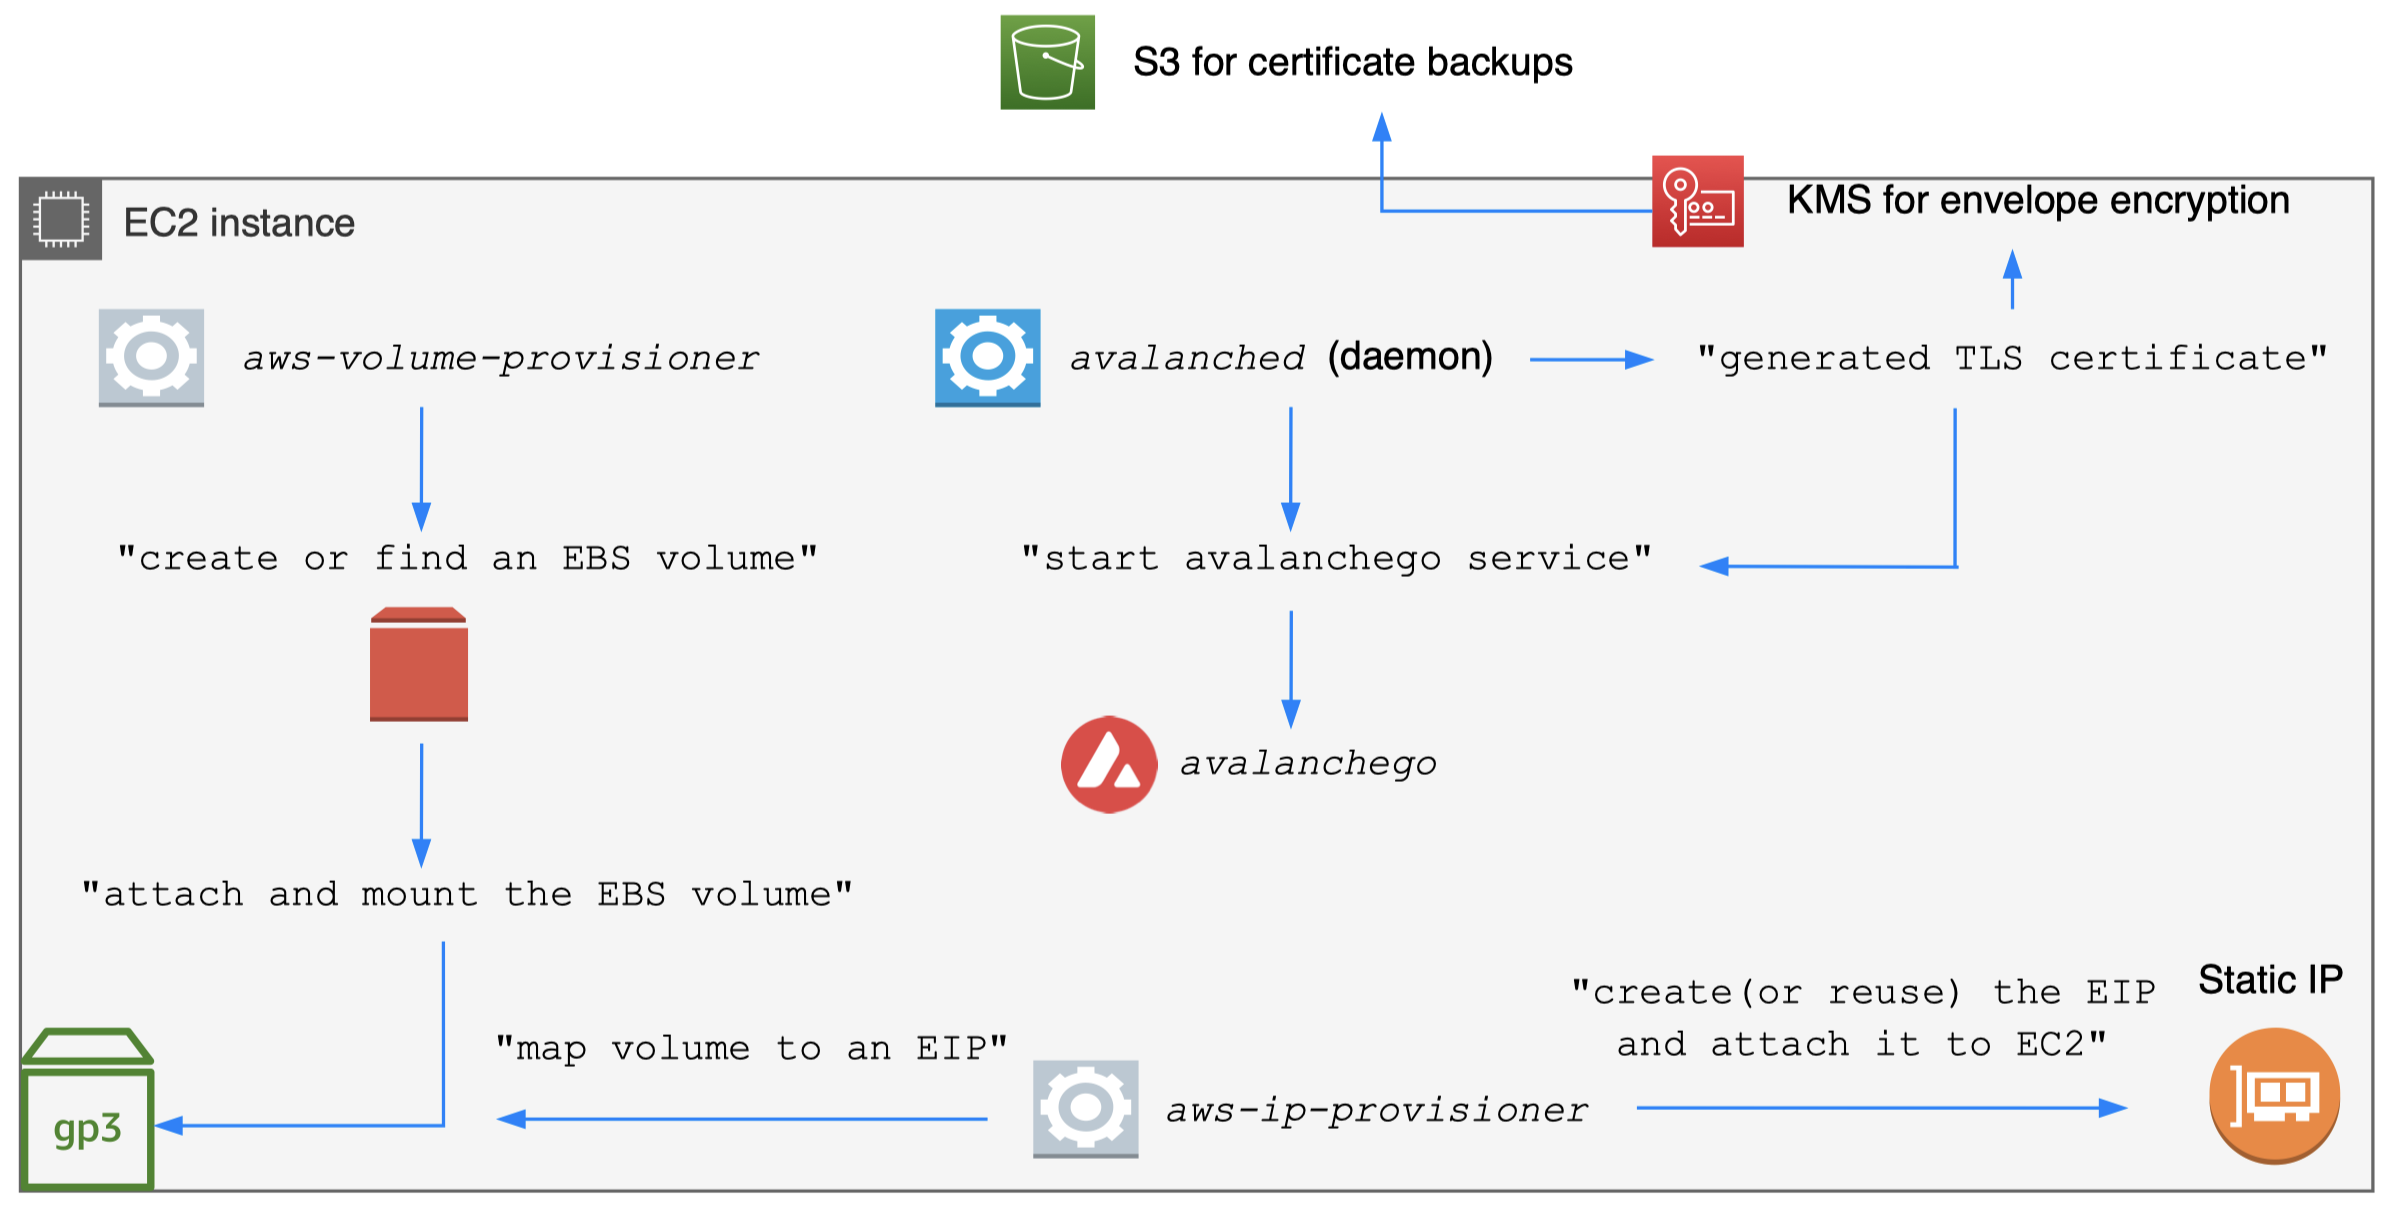 S3 for certificate backups
EC2 instance
KMS for envelope encryption
aws-volume-provisioner
avalanched (daemon)
"generated TLS certificate"
"create or find an EBS volume"
"start avalanchego service"
avalanchego
"attach and mount the EBS volume"
"map volume to an EIP"
"create(or reuse) the EIP
and attach it to EC2"
Static IP
gp3
aws-ip-provisioner